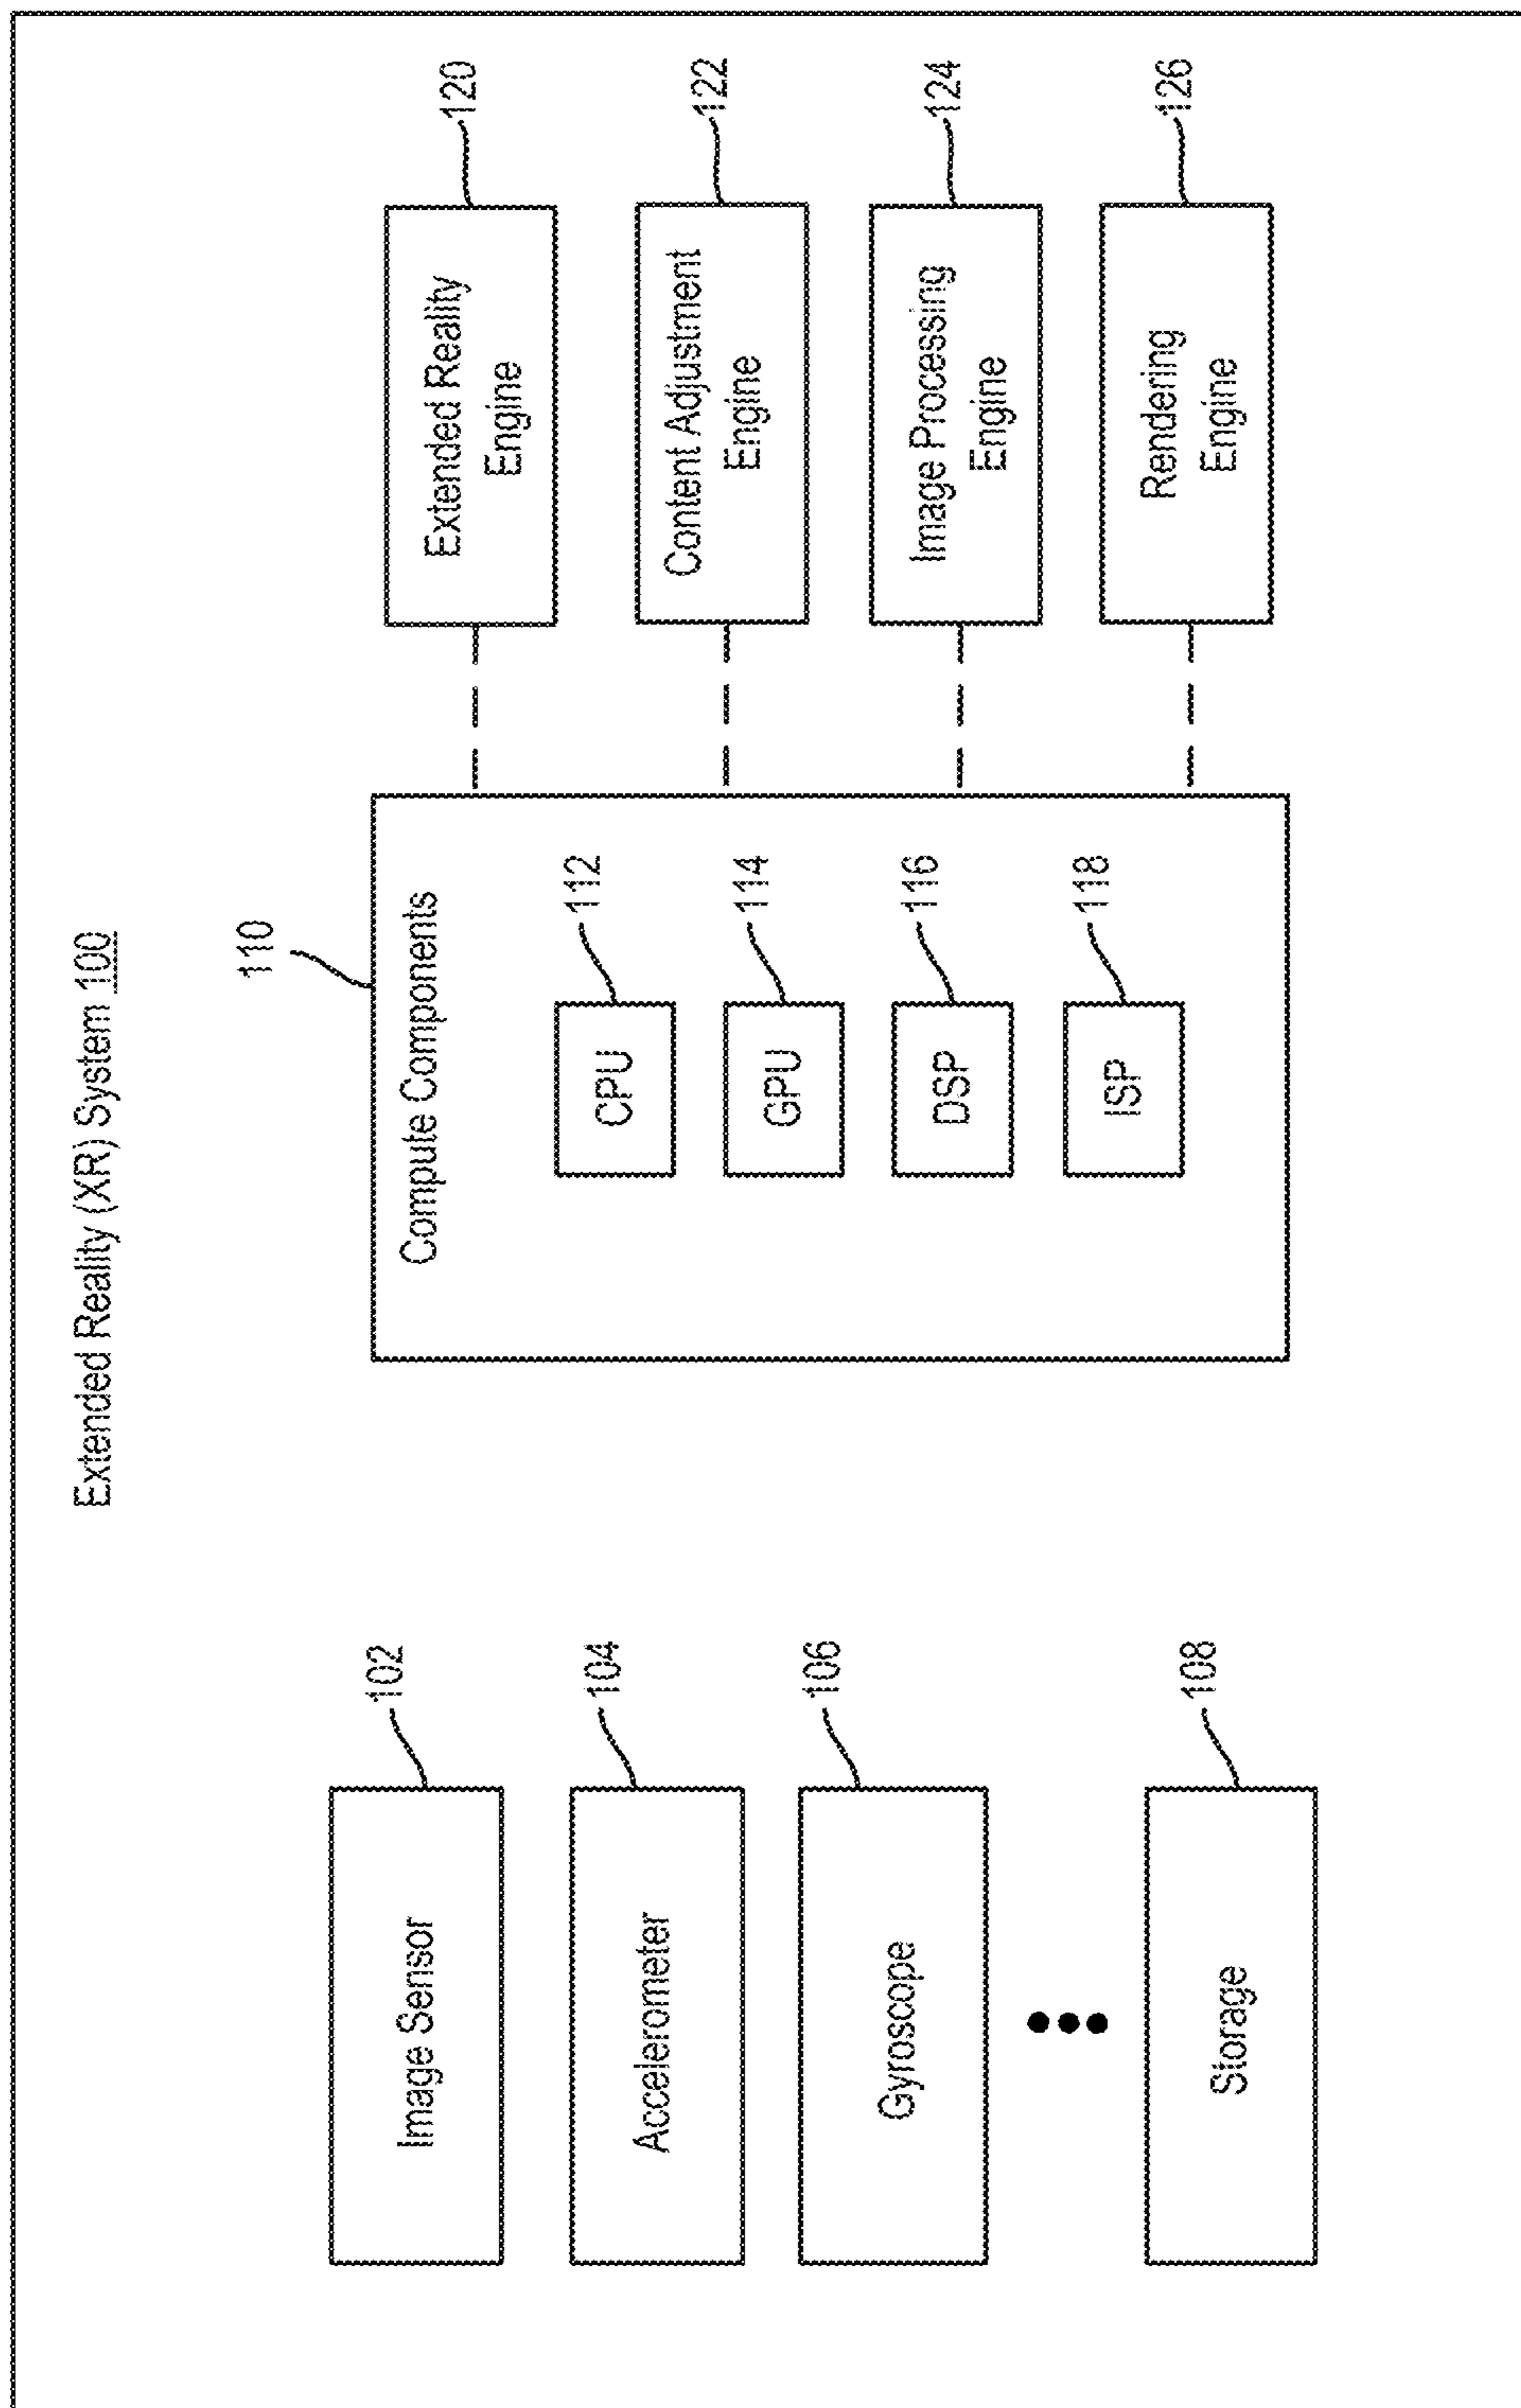 Extended Reality (XR) System 100
Image Sensor
102
Accelerometer
104
Gyroscope
106
Storage
108
110
Compute Components
CPU
112
GPU
114
DSP
116
ISP
118
Extended Reality
Engine
120
Content Adjustment
Engine
122
Image Processing
Engine
124
Rendering
Engine
126